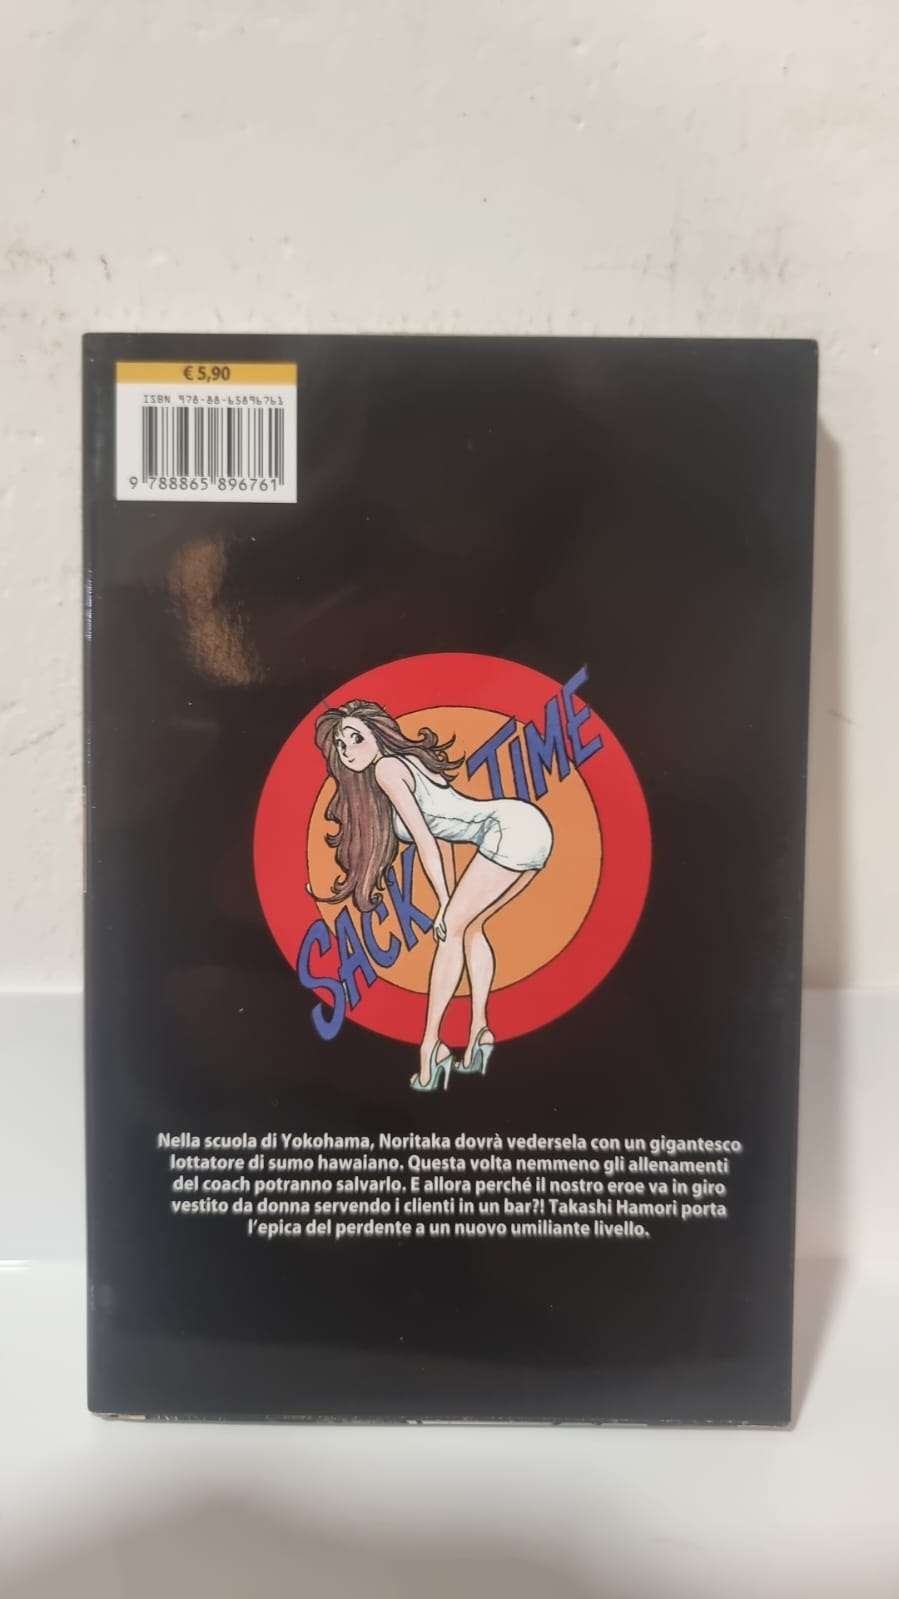 € 5,90
ISBN 978-88-65896761
9 788865 896761
TIME
SACK
Nella scuola di Yokohama, Noritaka dovrà vedersela con un gigantesco
lottatore di sumo hawaiano. Questa volta nemmeno gli allenamenti
del coach potranno salvarlo. E allora perché il nostro eroe va in giro
vestito da donna servendo i clienti in un bar?! Takashi Hamori porta
l'epica del perdente a un nuovo umiliante livello.